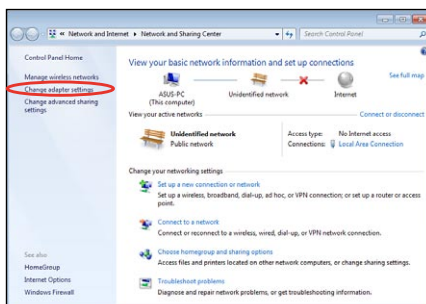 « Network and Internet ▸ Network and Sharing Center
Search Control Panel
Control Panel Home
Manage wireless networks
Change adapter settings
Change advanced sharing
settings
See also
HomeGroup
Internet Options
Windows Firewall
View your basic network information and set up connections
See full map
ASUS-PC
(This computer)
Unidentified network
Internet
View your active networks
Connect or disconnect
Unidentified network
Public network
Access type: No Internet access
Connections: Local Area Connection
Change your networking settings
Set up a new connection or network
Set up a wireless, broadband, dial-up, ad hoc, or VPN connection; or set up a router or access
point.
Connect to a network
Connect or reconnect to a wireless, wired, dial-up, or VPN network connection.
Choose homegroup and sharing options
Access files and printers located on other network computers, or change sharing settings.
Troubleshoot problems
Diagnose and repair network problems, or get troubleshooting information.